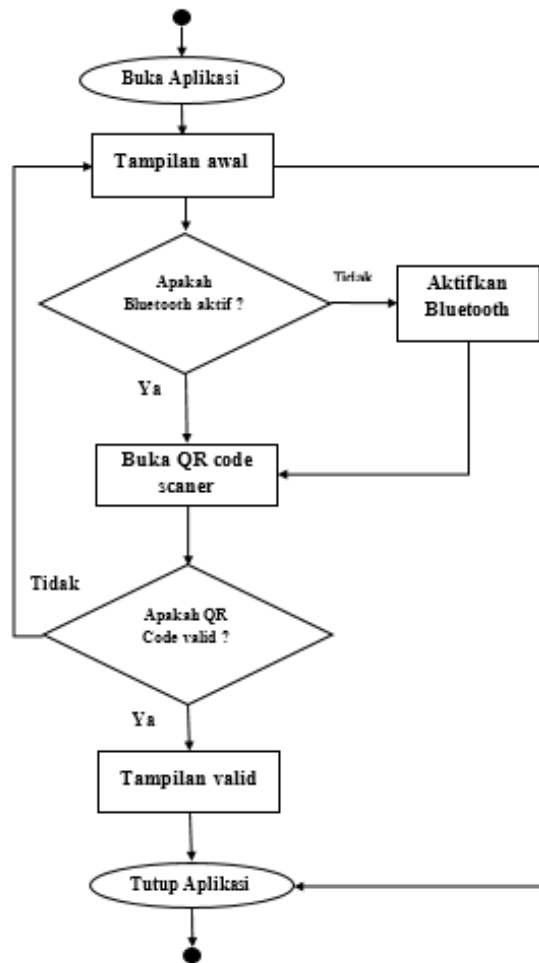 Buka Aplikasi
Tampilan awal
Apakah
Bluetooth aktif ?
Tidak
Aktifkan
Bluetooth
Ya
Buka QR code
scaner
Tidak
Apakah QR
Code valid ?
Ya
Tampilan valid
Tutup Aplikasi